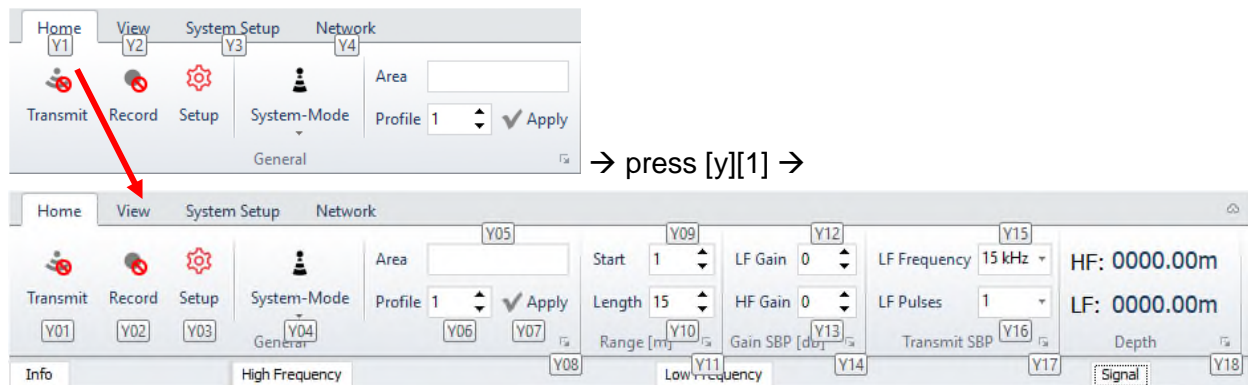 Home View System Setup Network
Y1 Y2 Y3 Y4
Area
Transmit Record Setup System-Mode Profile 1 Apply
General
→ press [y][1] →
Home View System Setup Network
Y05 Y09 Y12 Y15
Area Start 1 LF Gain 0 LF Frequency 15 kHz HF: 0000.00m
Transmit Record Setup System-Mode Profile 1 Apply Length 15 HF Gain 0 LF Pulses 1 LF: 0000.00m
Y01 Y02 Y03 Y04 Y06 Y07 Y10 Y13 Y16
General Range [m] Gain SBP [db] Transmit SBP Depth
Y08 Y11 Y14 Y17 Y18
Info High Frequency Low Frequency Signal